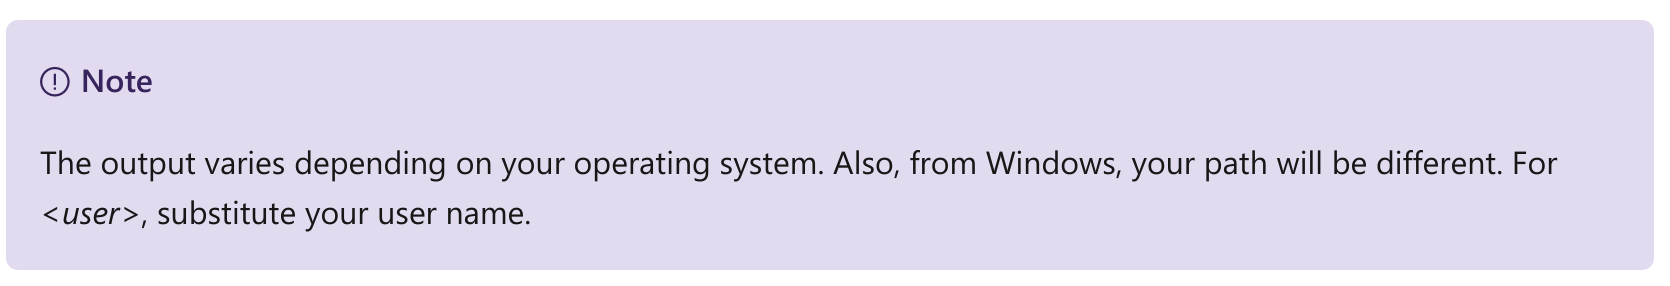 Note
The output varies depending on your operating system. Also, from Windows, your path will be different. For
<user>, substitute your user name.